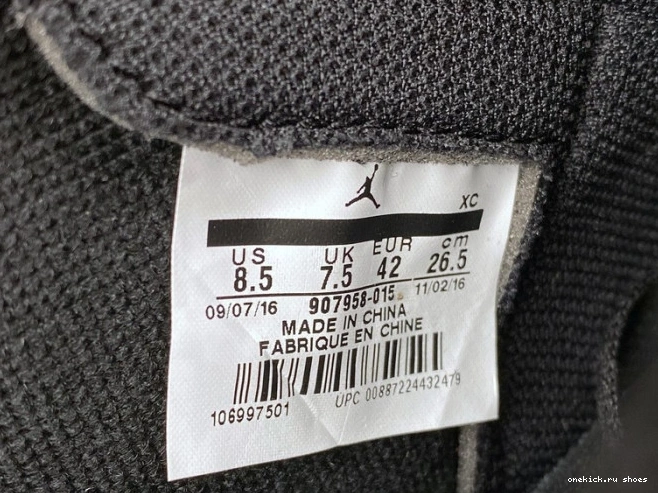 XC
US UK EUR cm
8.5 7.5 42 26.5
09/07/16 907958-015 11/02/16
MADE IN CHINA
FABRIQUE EN CHINE
106997501 UPC 00887224432479
onekick.ru shoes